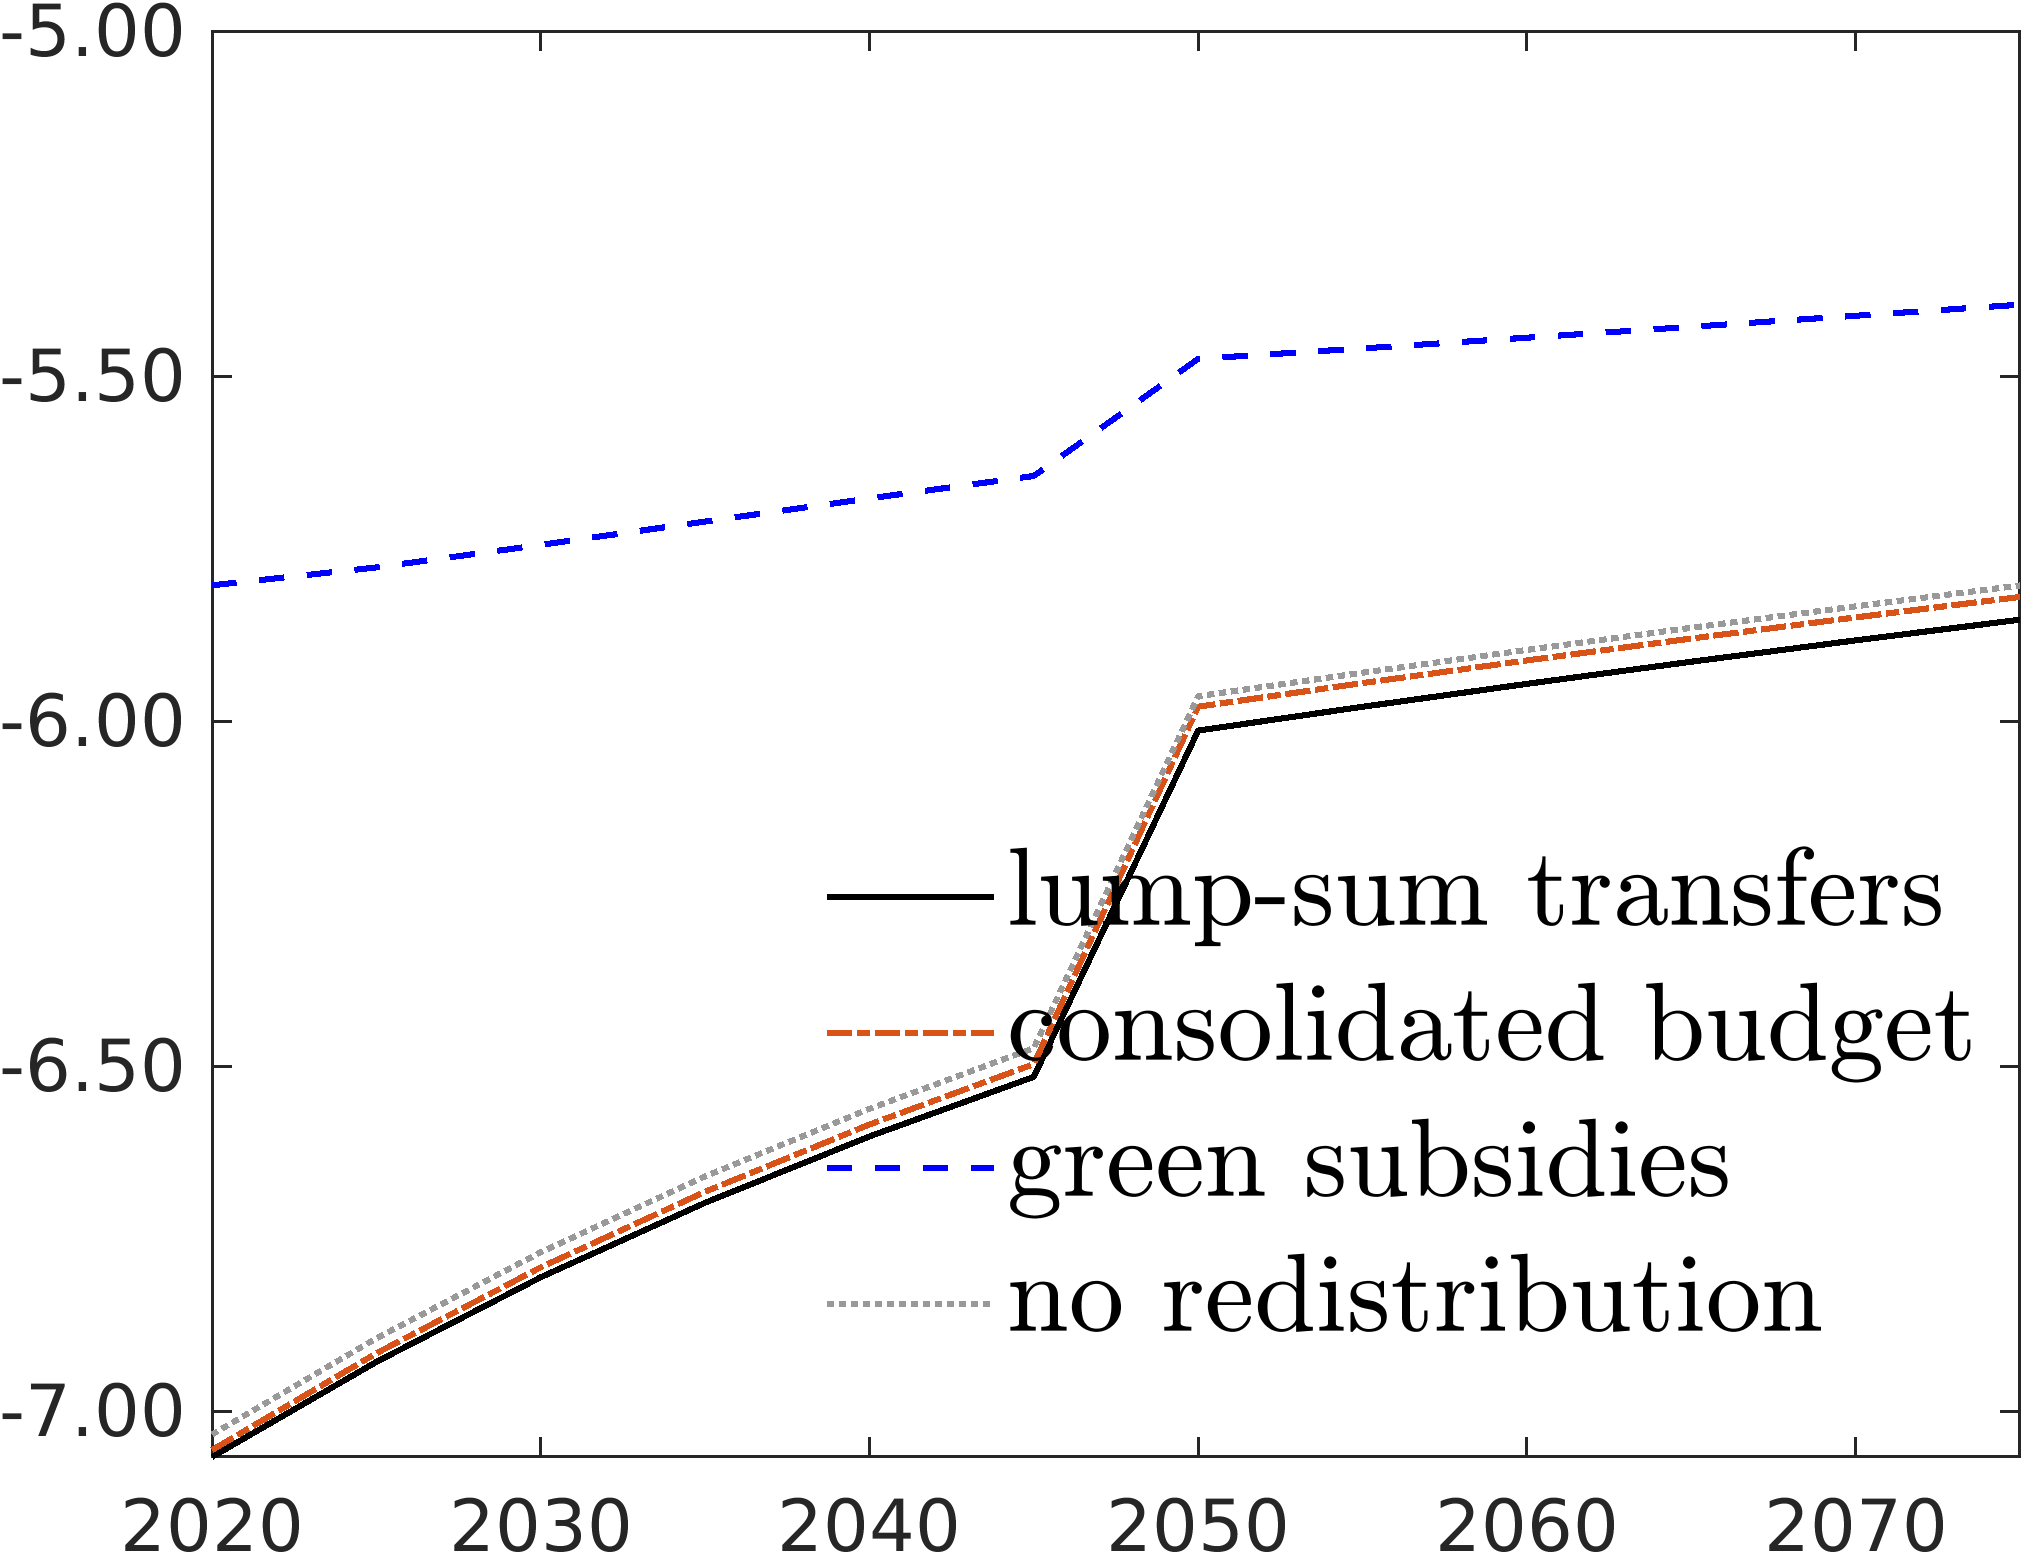 -5.00
-5.50
-6.00
-6.50
-7.00
lump-sum transfers
consolidated budget
green subsidies
no redistribution
2020 2030 2040 2050 2060 2070